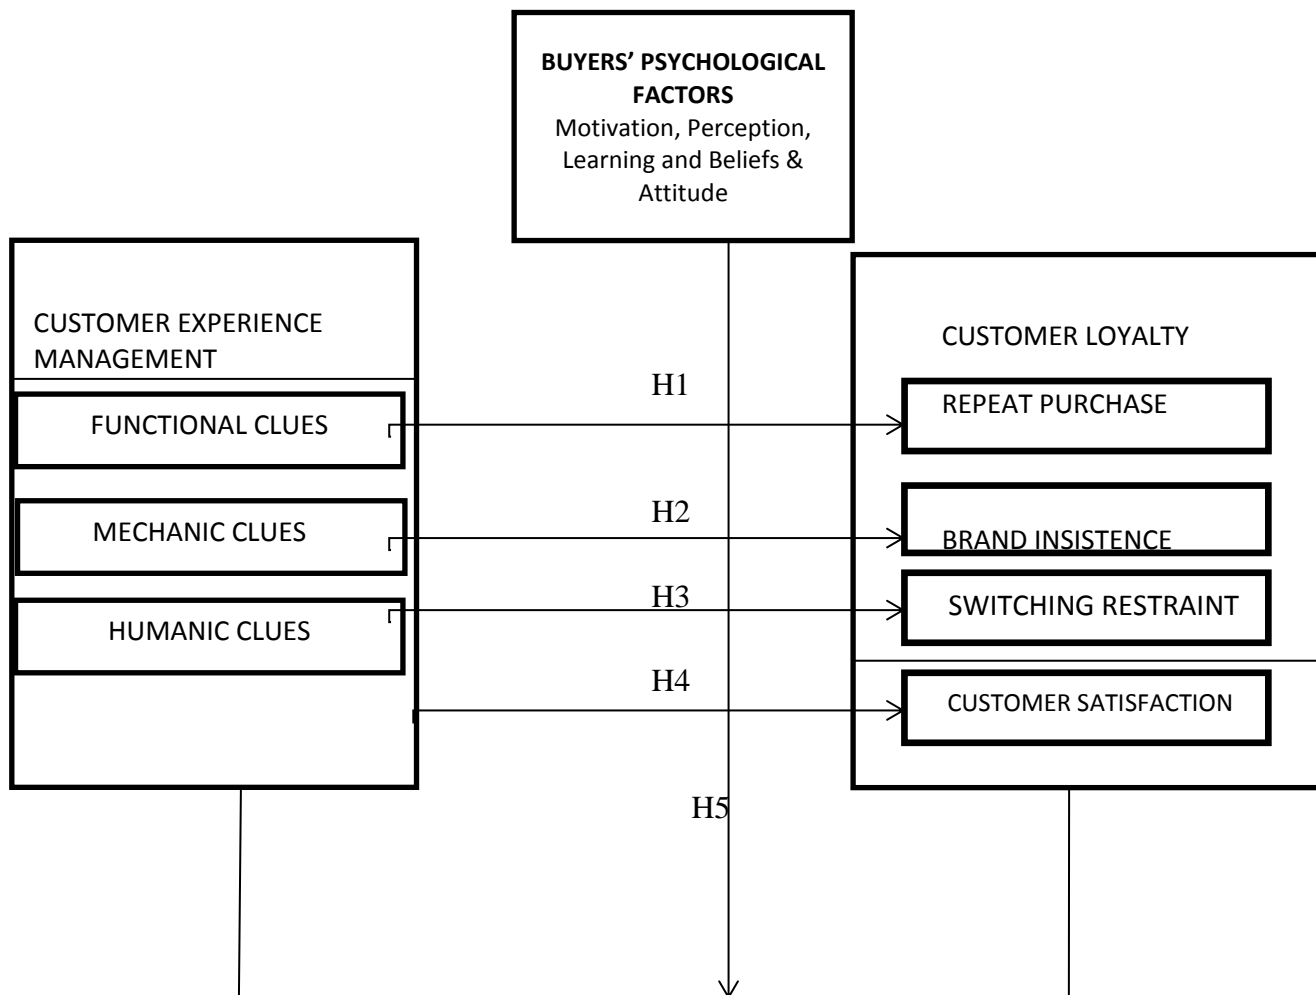 BUYERS’ PSYCHOLOGICAL
FACTORS
Motivation, Perception,
Learning and Beliefs &
Attitude
CUSTOMER EXPERIENCE
MANAGEMENT
FUNCTIONAL CLUES
MECHANIC CLUES
HUMANIC CLUES
H1
H2
H3
H4
H5
CUSTOMER LOYALTY
REPEAT PURCHASE
BRAND INSISTENCE
SWITCHING RESTRAINT
CUSTOMER SATISFACTION